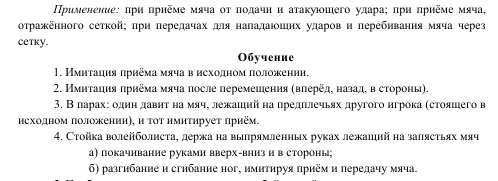 Применение: при приёме мяча от подачи и атакующего удара; при приёме мяча,
отражённого сеткой; при передачах для нападающих ударов и перебивания мяча через
сетку.
Обучение
1. Имитация приёма мяча в исходном положении.
2. Имитация приёма мяча после перемещения (вперёд, назад, в стороны).
3. В парах: один давит на мяч, лежащий на предплечьях другого игрока (стоящего в
исходном положении), и тот имитирует приём.
4. Стойка волейболиста, держа на выпрямленных руках лежащий на запястьях мяч
а) покачивание руками вверх-вниз и в стороны;
б) разгибание и сгибание ног, имитируя приём и передачу мяча.